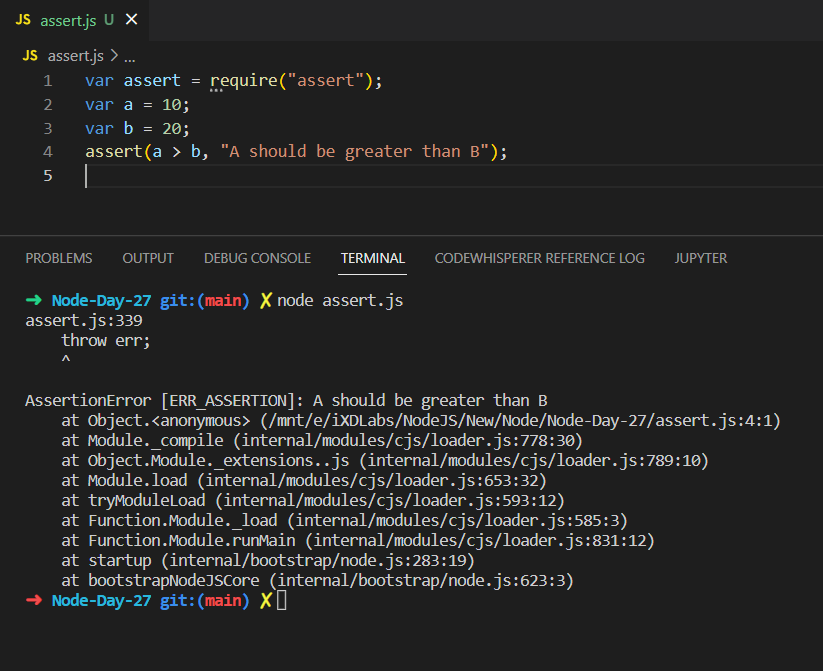 JS assert.js U ✕
JS assert.js > ...
1 var assert = require("assert");
2 var a = 10;
3 var b = 20;
4 assert(a > b, "A should be greater than B");
5
PROBLEMS OUTPUT DEBUG CONSOLE TERMINAL CODEWHISPERER REFERENCE LOG JUPYTER
➜ Node-Day-27 git:(main) ✗ node assert.js
assert.js:339
    throw err;
    ^
AssertionError [ERR_ASSERTION]: A should be greater than B
    at Object.<anonymous> (/mnt/e/iXDLabs/NodeJS/New/Node/Node-Day-27/assert.js:4:1)
    at Module._compile (internal/modules/cjs/loader.js:778:30)
    at Object.Module._extensions..js (internal/modules/cjs/loader.js:789:10)
    at Module.load (internal/modules/cjs/loader.js:653:32)
    at tryModuleLoad (internal/modules/cjs/loader.js:593:12)
    at Function.Module._load (internal/modules/cjs/loader.js:585:3)
    at Function.Module.runMain (internal/modules/cjs/loader.js:831:12)
    at startup (internal/bootstrap/node.js:283:19)
    at bootstrapNodeJSCore (internal/bootstrap/node.js:623:3)
➜ Node-Day-27 git:(main) ✗